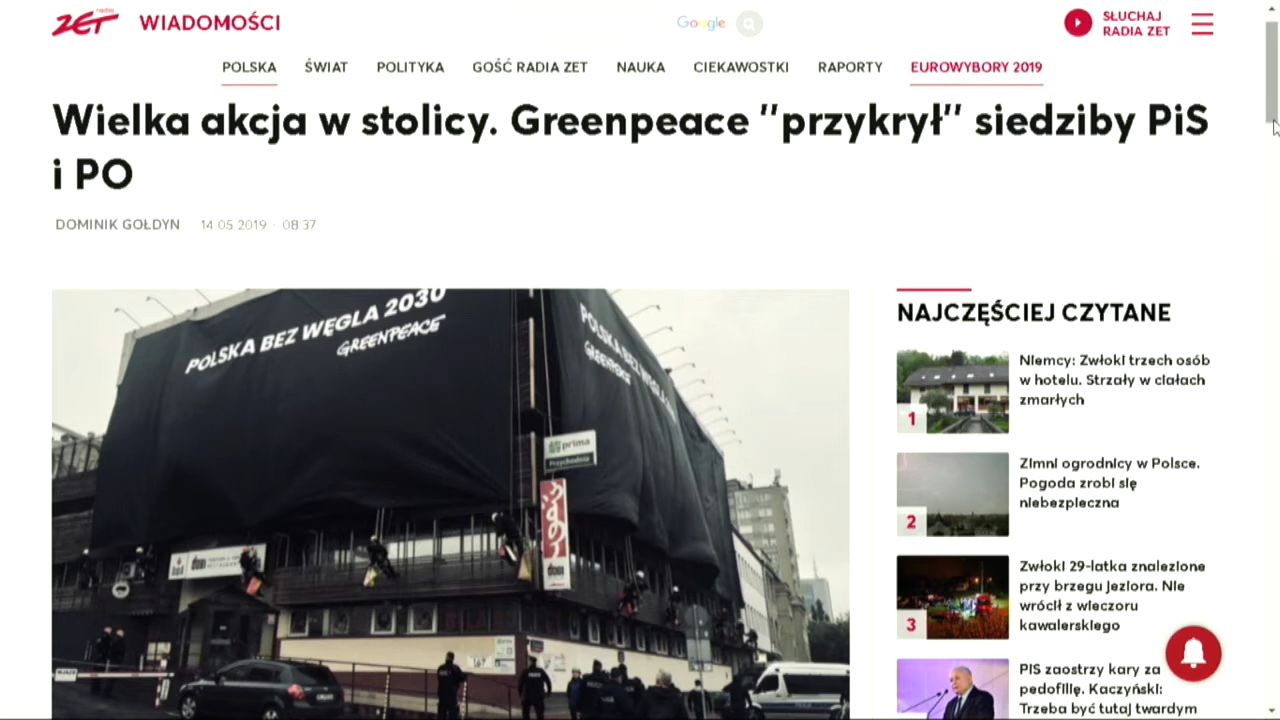 radio
ZET WIADOMOŚCI
Google
SŁUCHAJ
RADIA ZET
POLSKA ŚWIAT POLITYKA GOŚĆ RADIA ZET NAUKA CIEKAWOSTKI RAPORTY EUROWYBORY 2019
Wielka akcja w stolicy. Greenpeace "przykrył" siedziby PiS
i PO
DOMINIK GOŁDYN 14 05 2019 · 08:37
POLSKA BEZ WĘGLA 2030
GREENPEACE
POLSKA BEZ WĘGLA
GREENPEACE
prima
Przychodnia
167
NAJCZĘŚCIEJ CZYTANE
1
Niemcy: Zwłoki trzech osób
w hotelu. Strzały w ciałach
zmarłych
2
Zimni ogrodnicy w Polsce.
Pogoda zrobi się
niebezpieczna
3
Zwłoki 29-latka znalezione
przy brzegu jeziora. Nie
wrócił z wieczoru
kawalerskiego
PIS zaostrzy kary za
pedofilię. Kaczyński:
Trzeba być tutaj twardym